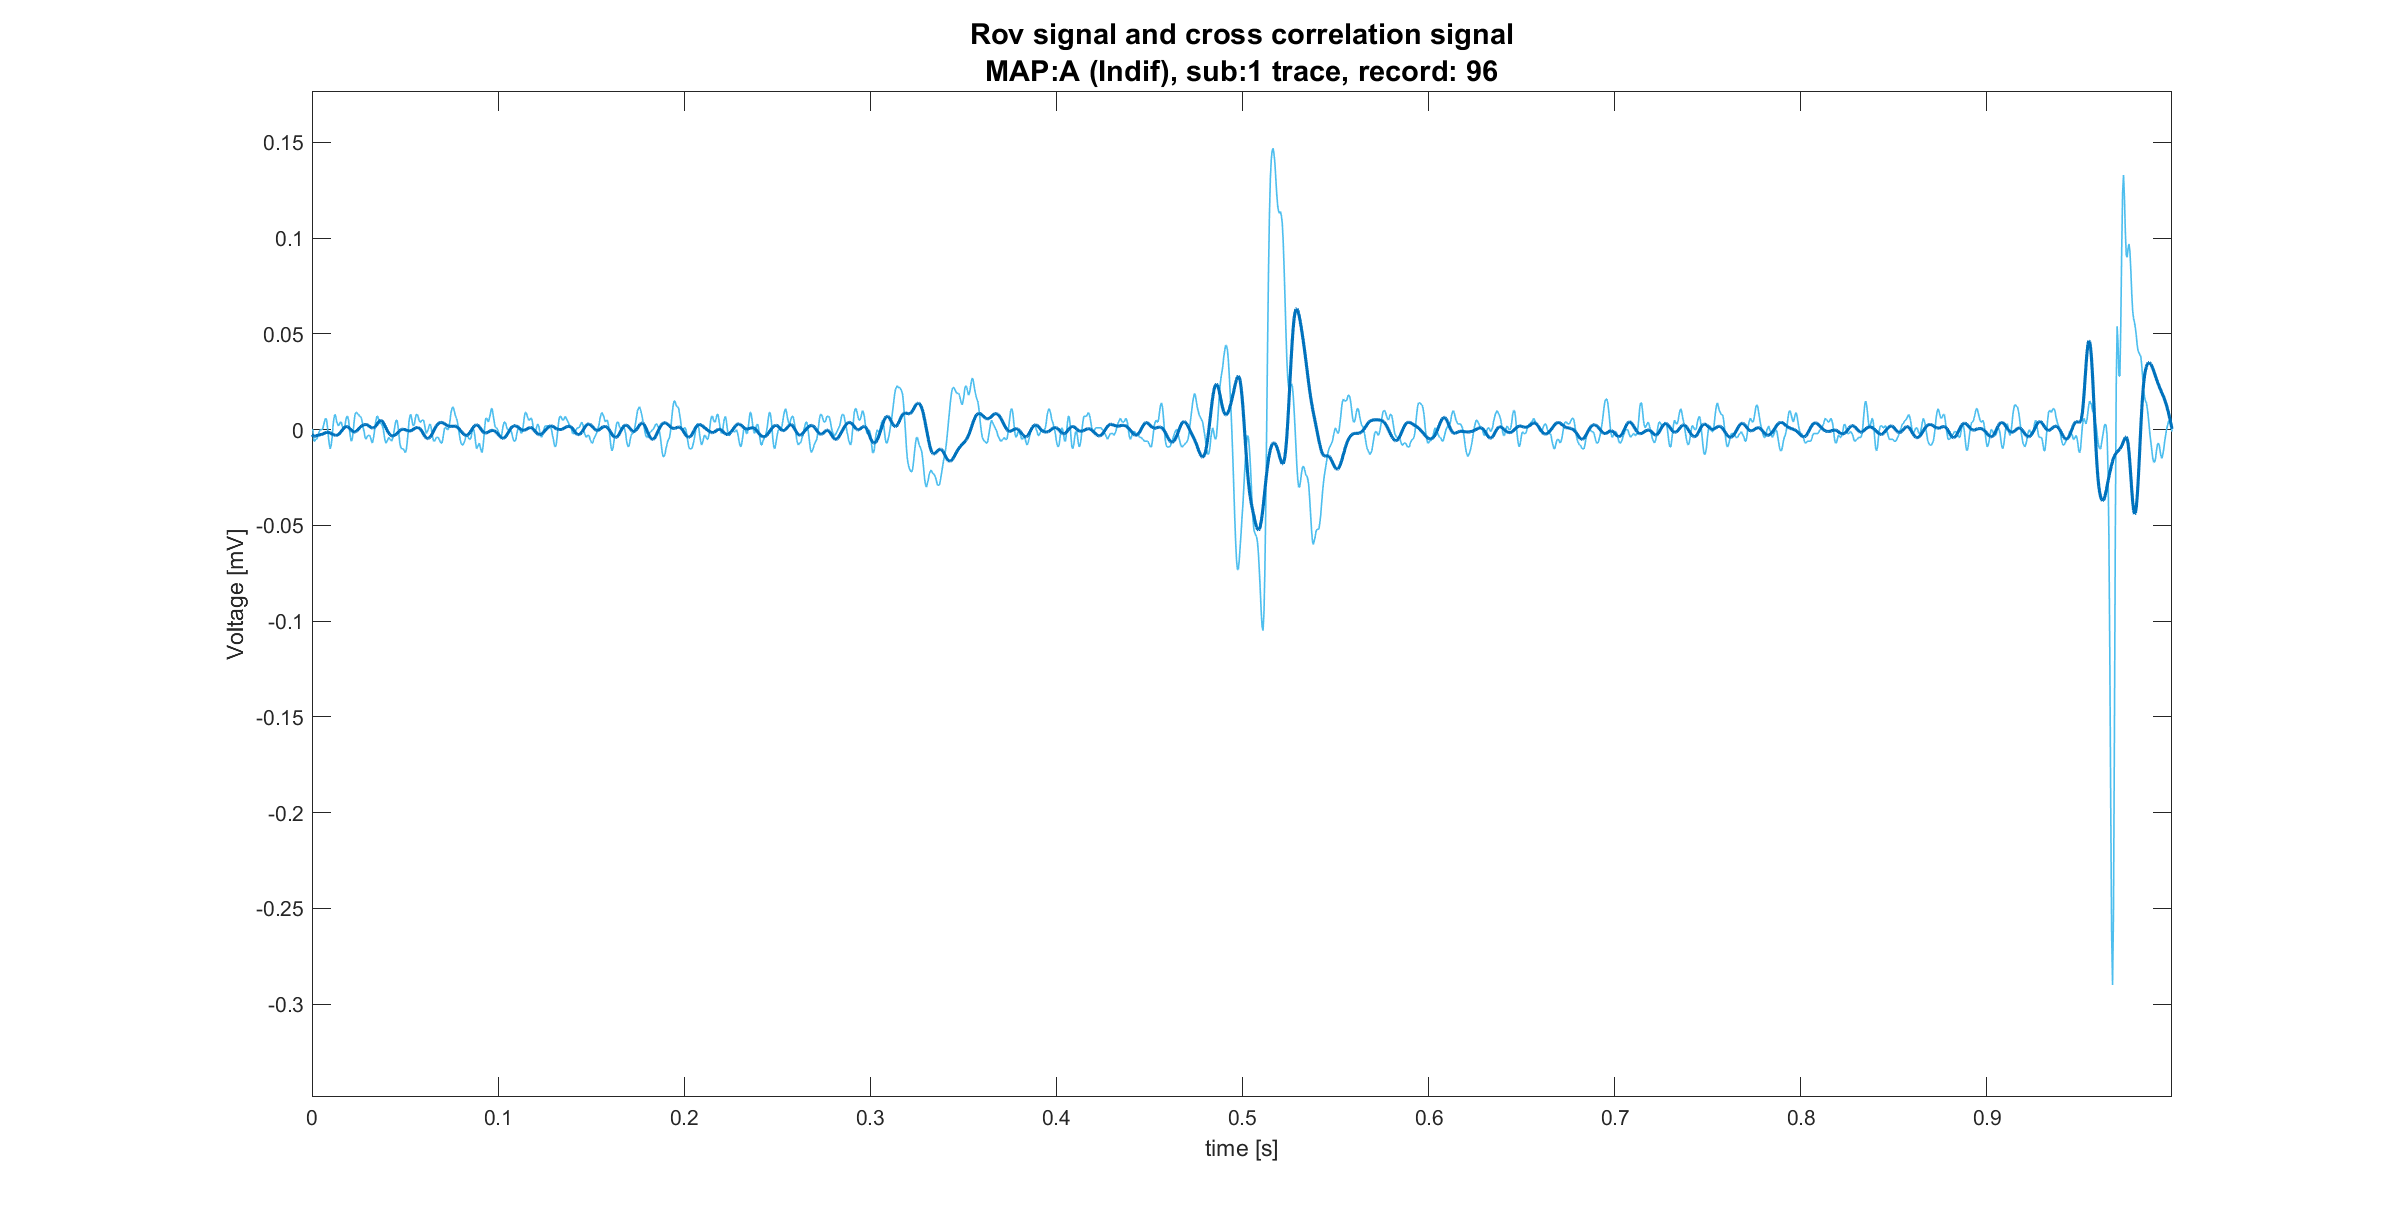 Rov signal and cross correlation signal
MAP:A (Indif), sub:1 trace, record: 96
0.15
0.1
0.05
0
-0.05
-0.1
-0.15
-0.2
-0.25
-0.3
Voltage [mV]
0 0.1 0.2 0.3 0.4 0.5 0.6 0.7 0.8 0.9
time [s]